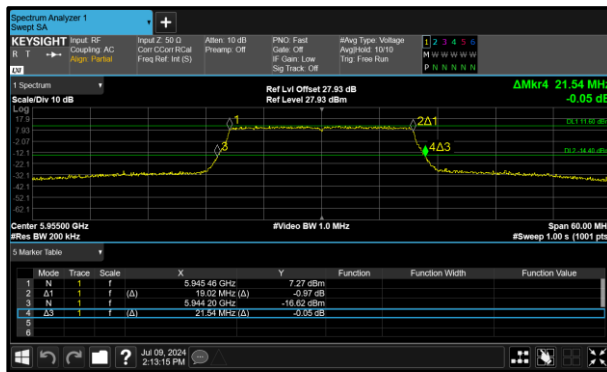 Spectrum Analyzer 1
Swept SA
KEYSIGHT
R T
Input: RF
Coupling: AC
Align: Partial
Input Z: 50 Ω
Corr CCorr RCal
Freq Ref: Int (S)
Atten: 10 dB
Preamp: Off
PNO: Fast
Gate: Off
IF Gain: Low
Sig Track: Off
#Avg Type: Voltage
Avg|Hold: 10/10
Trig: Free Run
1 2 3 4 5 6
M W W W W W
P N N N N N
1 Spectrum
Scale/Div 10 dB
Ref Lvl Offset 27.93 dB
Ref Level 27.93 dBm
ΔMkr4 21.54 MHz
-0.05 dB
Log
17.9
7.93
-2.07
-12.1
-22.1
-32.1
-42.1
-52.1
-62.1
1
2Δ1
DL1 11.60 dBm
3
4Δ3
DL2 -14.40 dBm
Center 5.95500 GHz
#Res BW 200 kHz
#Video BW 1.0 MHz
Span 60.00 MHz
#Sweep 1.00 s (1001 pts)
5 Marker Table
Mode Trace Scale X Y Function Function Width Function Value
1 N 1 f 5.945 46 GHz 7.27 dBm
2 Δ1 1 f (Δ) 19.02 MHz (Δ) -0.97 dB
3 N 1 f 5.944 20 GHz -16.62 dBm
4 Δ3 1 f (Δ) 21.54 MHz (Δ) -0.05 dB
5
6
?
Jul 09, 2024
2:13:15 PM